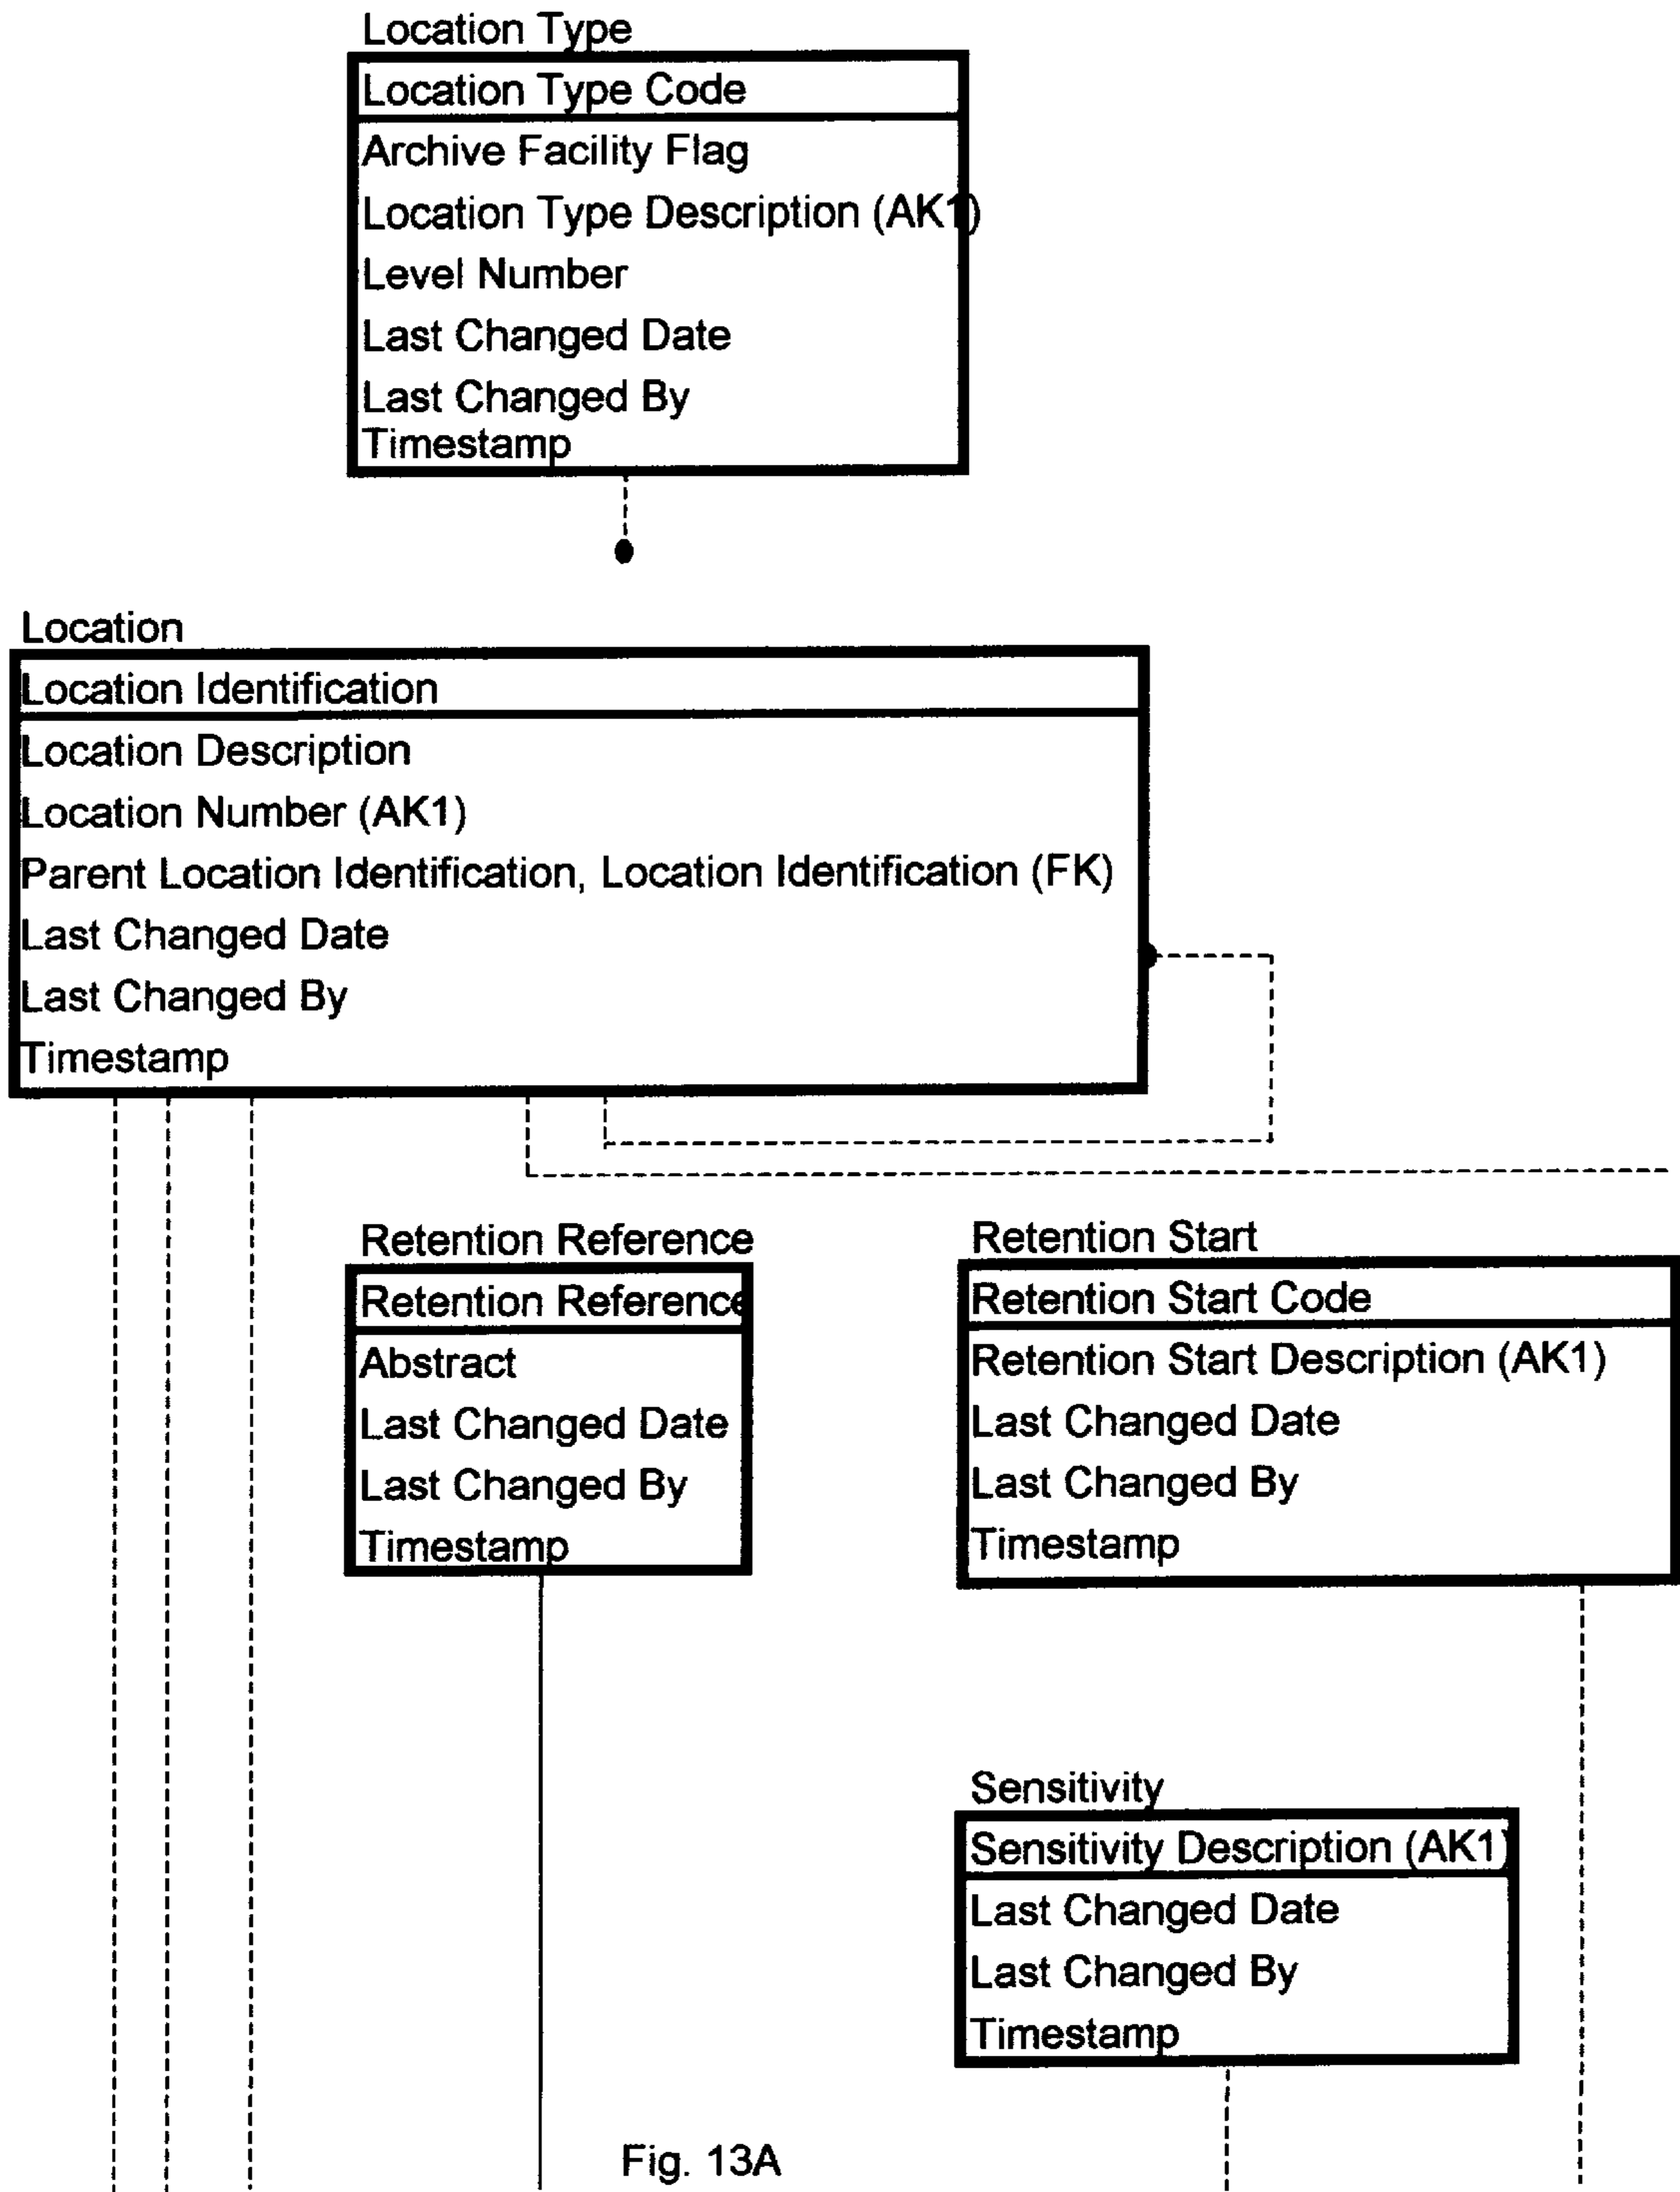 Location Type
Location Type Code
Archive Facility Flag
Location Type Description (AK1)
Level Number
Last Changed Date
Last Changed By
Timestamp
Location
Location Identification
Location Description
Location Number (AK1)
Parent Location Identification, Location Identification (FK)
Last Changed Date
Last Changed By
Timestamp
Retention Reference
Retention Reference
Abstract
Last Changed Date
Last Changed By
Timestamp
Retention Start
Retention Start Code
Retention Start Description (AK1)
Last Changed Date
Last Changed By
Timestamp
Sensitivity
Sensitivity Description (AK1)
Last Changed Date
Last Changed By
Timestamp
Fig. 13A